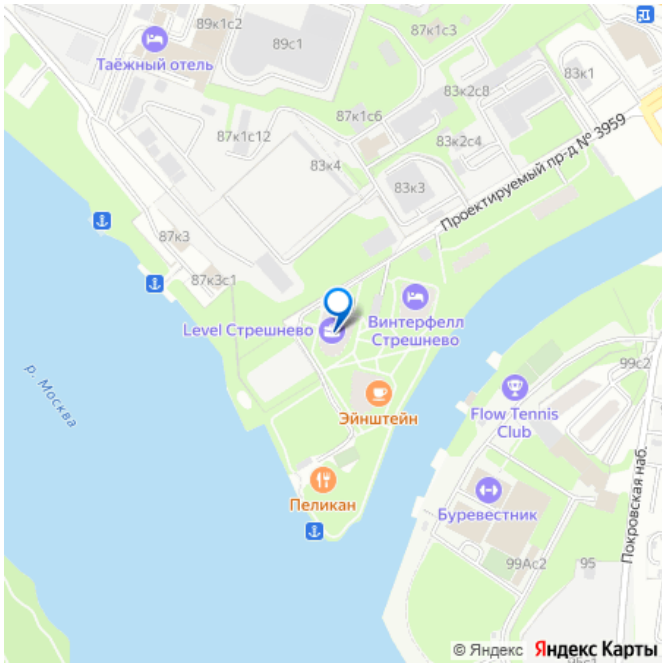 89к1с2
87к1с3
89с1
Таёжный отель
83к1
83к2с8
87к1с6
87к1с12
83к2с4
Проектируемый пр-д № 3959
83к4
83к3
87к3
87к3с1
Level Стрешнево
Винтерфелл
Стрешнево
р. Москва
99с2
Flow Tennis
Club
Эйнштейн
Пеликан
Буревестник
Покровская наб.
99Ас2
95
© Яндекс Яндекс Карты